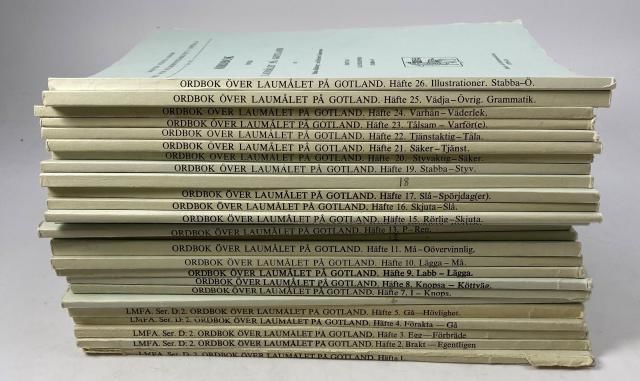 ORDBOK
ORDBOK ÖVER LAUMÅLET PÅ GOTLAND. Häfte 26. Illustrationer. Stabba–Ö.
ORDBOK ÖVER LAUMÅLET PÅ GOTLAND. Häfte 25. Vädja–Övrig. Grammatik.
ORDBOK ÖVER LAUMÅLET PÅ GOTLAND. Häfte 24. Varhän–Väderlek.
ORDBOK ÖVER LAUMÅLET PÅ GOTLAND. Häfte 23. Tålsam – Varför(e).
ORDBOK ÖVER LAUMÅLET PÅ GOTLAND. Häfte 22. Tjänstaktig–Tåla.
ORDBOK ÖVER LAUMÅLET PÅ GOTLAND. Häfte 21. Säker–Tjänst.
ORDBOK ÖVER LAUMÅLET PÅ GOTLAND. Häfte 20. Styvaktig–Säker.
ORDBOK ÖVER LAUMÅLET PÅ GOTLAND. Häfte 19. Stabba–Styv.
18
ORDBOK ÖVER LAUMÅLET PÅ GOTLAND. Häfte 17. Slå–Spörjdag(er).
ORDBOK ÖVER LAUMÅLET PÅ GOTLAND. Häfte 16. Skjuta–Slå.
ORDBOK ÖVER LAUMÅLET PÅ GOTLAND. Häfte 15. Rörlig–Skjuta.
ORDBOK ÖVER LAUMÅLET PÅ GOTLAND. Häfte 13. P–Ren.
ORDBOK ÖVER LAUMÅLET PÅ GOTLAND. Häfte 11. Må–Oövervinnlig.
ORDBOK ÖVER LAUMÅLET PÅ GOTLAND. Häfte 10. Lägga–Må.
ORDBOK ÖVER LAUMÅLET PÅ GOTLAND. Häfte 9. Labb – Lägga.
ORDBOK ÖVER LAUMÅLET PÅ GOTLAND. Häfte 8. Knopsa – Köttväg.
ORDBOK ÖVER LAUMÅLET PÅ GOTLAND. Häfte 7. I – Knops.
LMFA. Ser. D: 2. ORDBOK ÖVER LAUMÅLET PÅ GOTLAND. Häfte 5. Gå—Hövlighet.
LMFA. Ser. D: 2. ORDBOK ÖVER LAUMÅLET PÅ GOTLAND. Häfte 4. Förakta — Gå
LMFA. Ser. D: 2. ORDBOK ÖVER LAUMÅLET PÅ GOTLAND. Häfte 3. Egg — Förbräde
LMFA. Ser. D: 2. ORDBOK ÖVER LAUMÅLET PÅ GOTLAND. Häfte 2. Brakt — Egentligen
LMFA. Ser. D: 2. ORDBOK ÖVER LAUMÅLET PÅ GOTLAND. Häfte 1.